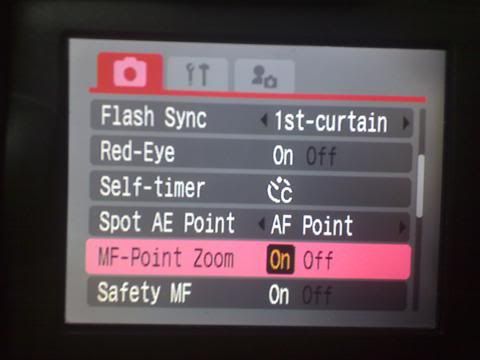 Flash Sync 1st-curtain
Red-Eye On Off
Self-timer C
Spot AE Point AF Point
MF-Point Zoom On Off
Safety MF On Off